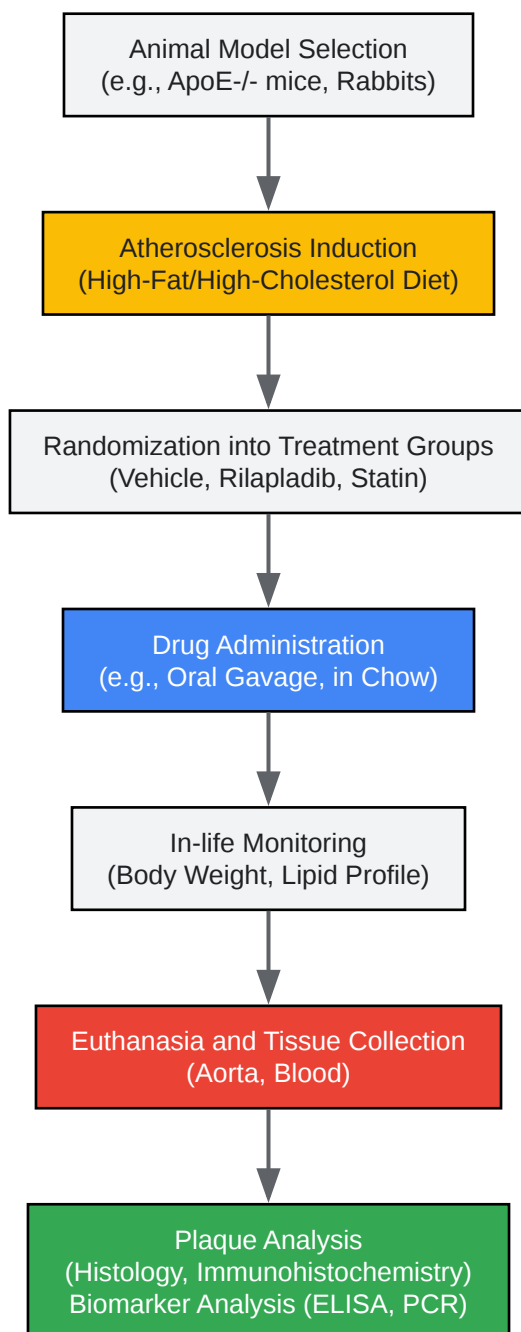 Animal Model Selection
(e.g., ApoE-/- mice, Rabbits)
Atherosclerosis Induction
(High-Fat/High-Cholesterol Diet)
Randomization into Treatment Groups
(Vehicle, Rilapladib, Statin)
Drug Administration
(e.g., Oral Gavage, in Chow)
In-life Monitoring
(Body Weight, Lipid Profile)
Euthanasia and Tissue Collection
(Aorta, Blood)
Plaque Analysis
(Histology, Immunohistochemistry)
Biomarker Analysis (ELISA, PCR)